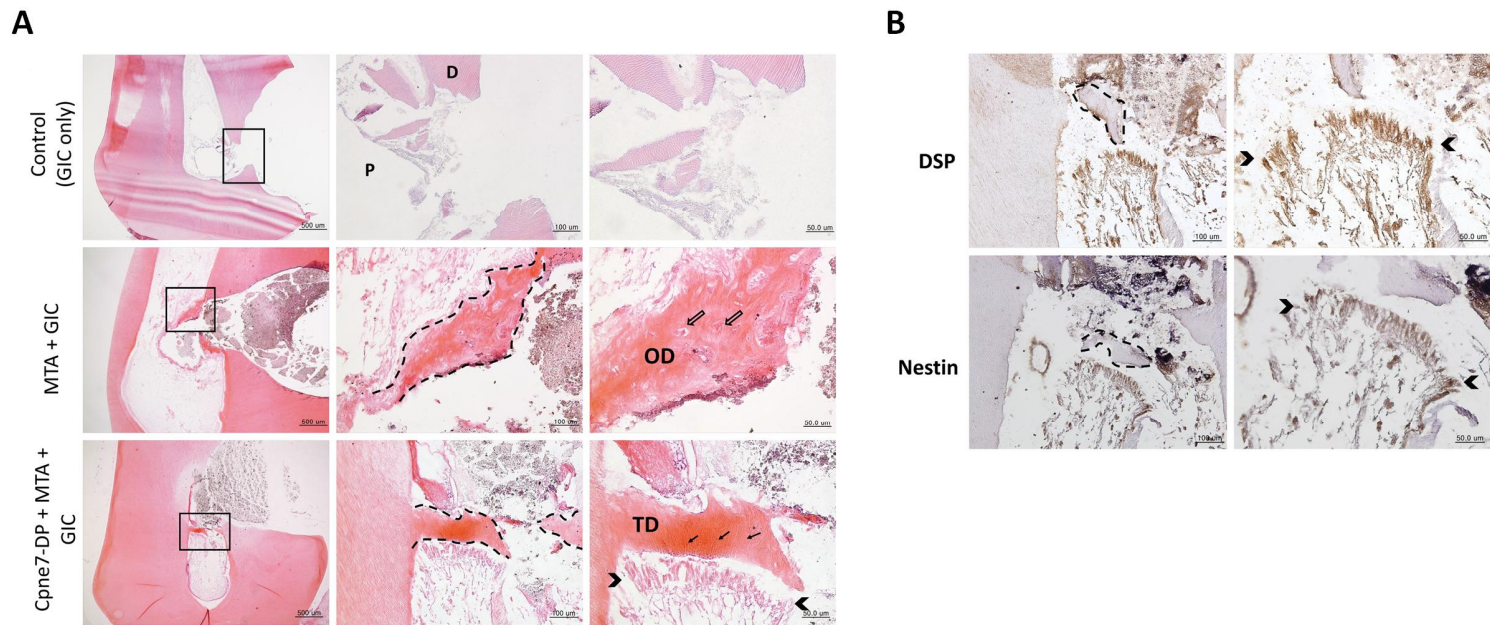 A
B
Control
(GIC only)
D
P
500 um
100 um
50.0 um
MTA + GIC
OD
500 um
100 um
50.0 um
Cpne7-DP + MTA +
GIC
TD
500 um
100 um
50.0 um
DSP
100 um
50.0 um
Nestin
100 um
50.0 um